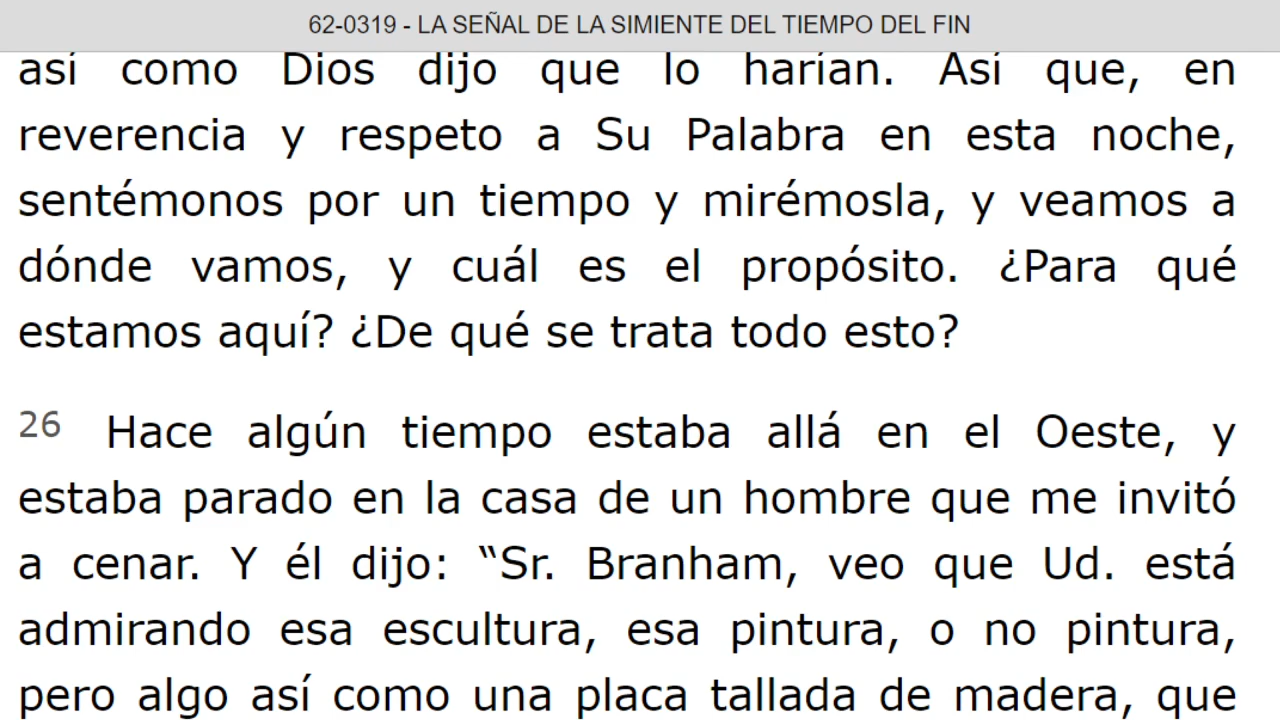 62-0319 - LA SEÑAL DE LA SIMIENTE DEL TIEMPO DEL FIN
así como Dios dijo que lo harían. Así que, en
reverencia y respeto a Su Palabra en esta noche,
sentémonos por un tiempo y mirémosla, y veamos a
dónde vamos, y cuál es el propósito. ¿Para qué
estamos aquí? ¿De qué se trata todo esto?
26 Hace algún tiempo estaba allá en el Oeste, y
estaba parado en la casa de un hombre que me invitó
a cenar. Y él dijo: “Sr. Branham, veo que Ud. está
admirando esa escultura, esa pintura, o no pintura,
pero algo así como una placa tallada de madera, que